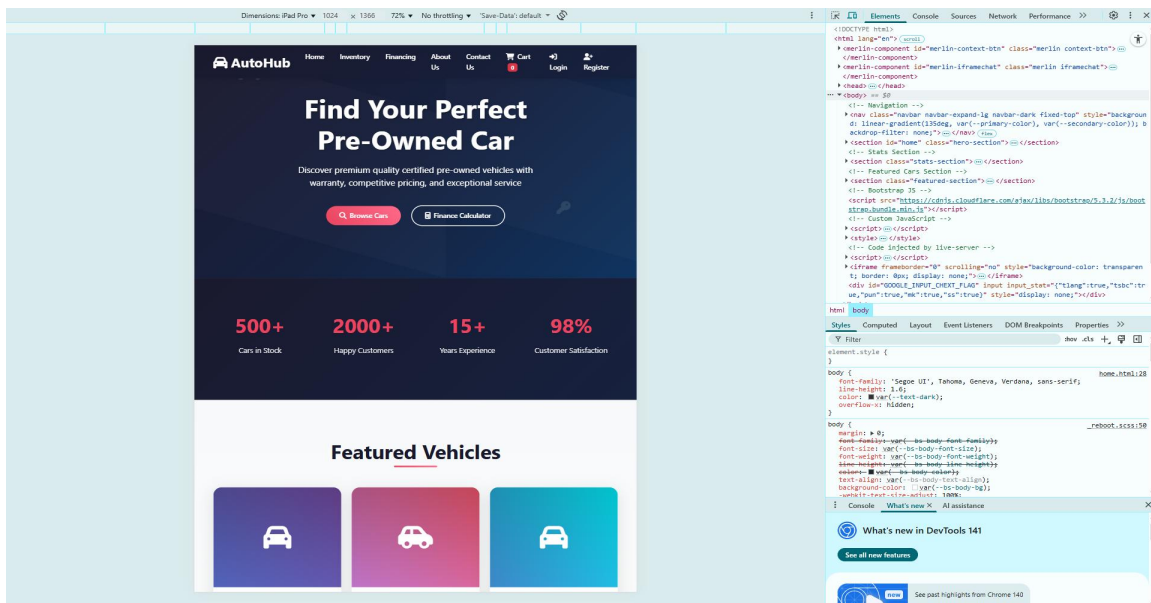 Dimensions: iPad Pro ▼ 1024 x 1366 72% ▼ No throttling ▼ 'Save-Data': default ▼
AutoHub
Home Inventory Financing About Us Contact Us Cart 0 Login Register
Find Your Perfect
Pre-Owned Car
Discover premium quality certified pre-owned vehicles with
warranty, competitive pricing, and exceptional service
Browse Cars Finance Calculator
500+ 2000+ 15+ 98%
Cars in Stock Happy Customers Years Experience Customer Satisfaction
Featured Vehicles
Elements Console Sources Network Performance
<!DOCTYPE html>
<html lang="en"> scroll
<merlin-component id="merlin-context-btn" class="merlin context-btn">
</merlin-component>
<merlin-component id="merlin-iframechat" class="merlin iframechat">
</merlin-component>
<head> </head>
<body> == $0
<!-- Navigation -->
<nav class="navbar navbar-expand-lg navbar-dark fixed-top" style="backgroun
d: linear-gradient(135deg, var(--primary-color), var(--secondary-color)); b
ackdrop-filter: none;"> </nav> flex
<section id="home" class="hero-section"> </section>
<!-- Stats Section -->
<section class="stats-section"> </section>
<!-- Featured Cars Section -->
<section class="featured-section"> </section>
<!-- Bootstrap JS -->
<script src="https://cdnjs.cloudflare.com/ajax/libs/bootstrap/5.3.2/js/boot
strap.bundle.min.js"></script>
<!-- Custom JavaScript -->
<script> </script>
<style> </style>
<!-- Code injected by live-server -->
<script> </script>
<iframe frameborder="0" scrolling="no" style="background-color: transparen
t; border: 0px; display: none;"> </iframe>
<div id="GOOGLE_INPUT_CHEXT_FLAG" input input_stat="{"tlang":true,"tsbc":tr
ue,"pun":true,"mk":true,"ss":true}" style="display: none;"></div>
html body
Styles Computed Layout Event Listeners DOM Breakpoints Properties
Filter :hov .cls
element.style {
}
body { home.html:28
font-family: 'Segoe UI', Tahoma, Geneva, Verdana, sans-serif;
line-height: 1.6;
color: var(--text-dark);
overflow-x: hidden;
}
body { _reboot.scss:50
margin: 0;
font-family: var(--bs-body-font-family);
font-size: var(--bs-body-font-size);
font-weight: var(--bs-body-font-weight);
line-height: var(--bs-body-line-height);
color: var(--bs-body-color);
text-align: var(--bs-body-text-align);
background-color: var(--bs-body-bg);
-webkit-text-size-adjust: 100%;
Console What's new AI assistance
What's new in DevTools 141
See all new features
new See past highlights from Chrome 140